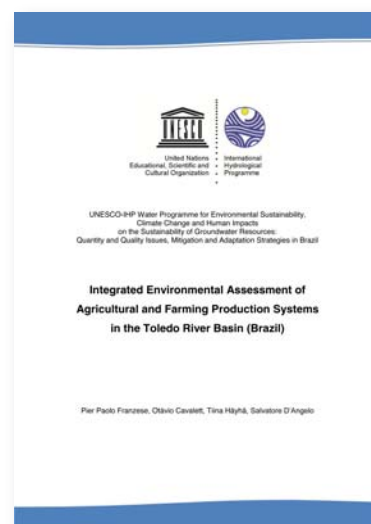 UNESCO
United Nations
Educational, Scientific and
Cultural Organization
International
Hydrological
Programme
UNESCO-IHP Water Programme for Environmental Sustainability,
Climate Change and Human Impacts
on the Sustainability of Groundwater Resources:
Quantity and Quality Issues, Mitigation and Adaptation Strategies in Brazil
Integrated Environmental Assessment of
Agricultural and Farming Production Systems
in the Toledo River Basin (Brazil)
Pier Paolo Franzese, Otávio Cavalett, Tiina Häyhä, Salvatore D'Angelo